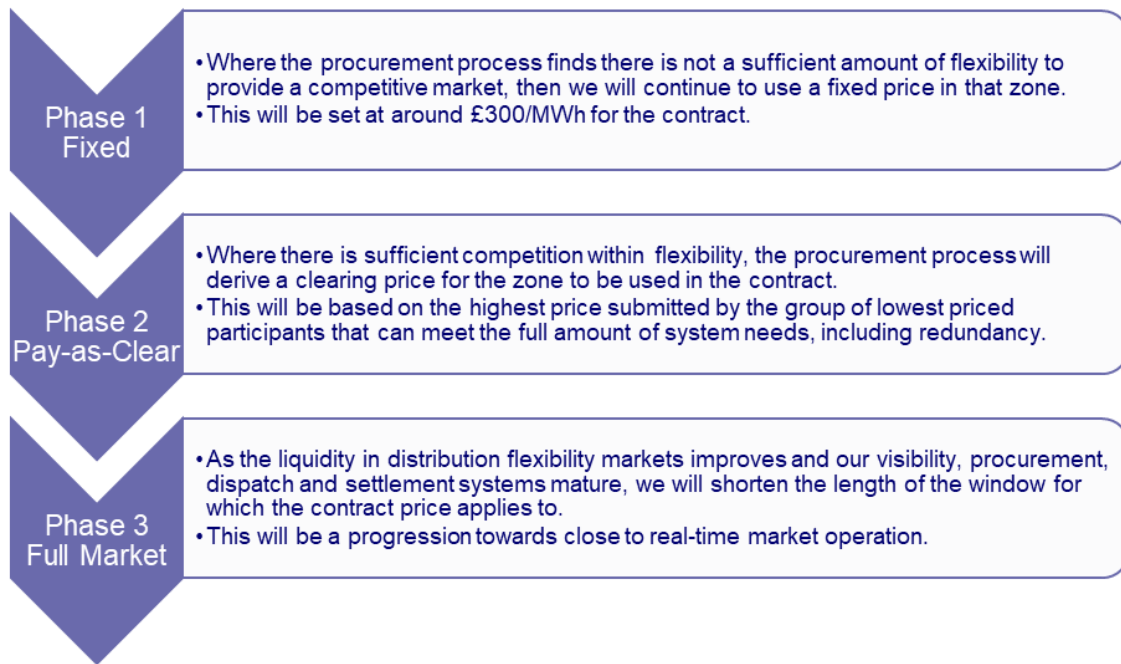 Phase 1
Fixed
•Where the procurement process finds there is not a sufficient amount of flexibility to
provide a competitive market, then we will continue to use a fixed price in that zone.
•This will be set at around £300/MWh for the contract.
Phase 2
Pay-as-Clear
•Where there is sufficient competition within flexibility, the procurement process will
derive a clearing price for the zone to be used in the contract.
•This will be based on the highest price submitted by the group of lowest priced
participants that can meet the full amount of system needs, including redundancy.
Phase 3
Full Market
•As the liquidity in distribution flexibility markets improves and our visibility, procurement,
dispatch and settlement systems mature, we will shorten the length of the window for
which the contract price applies to.
•This will be a progression towards close to real-time market operation.